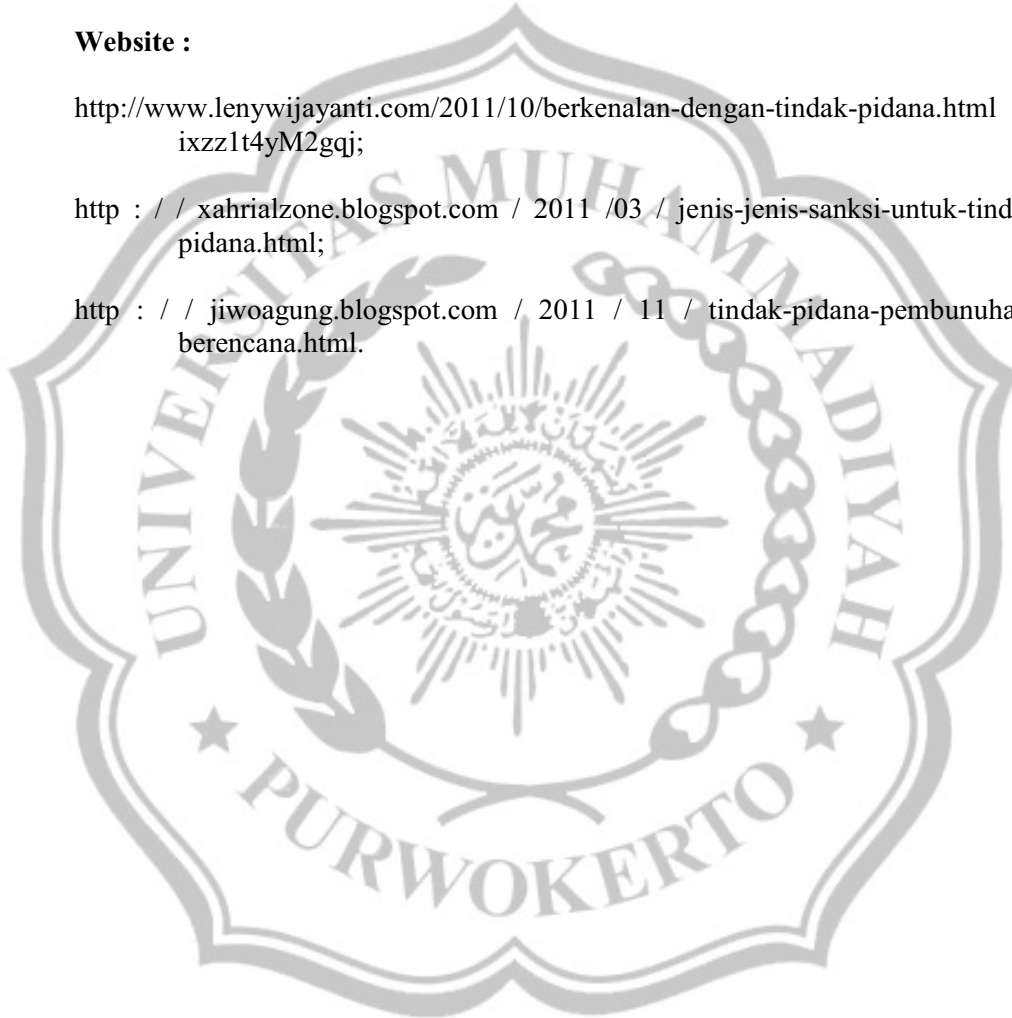 Website :
http://www.lenywijayanti.com/2011/10/berkenalan-dengan-tindak-pidana.html
ixzz1t4yM2gqj;
http : / / xahrialzone.blogspot.com / 2011 /03 / jenis-jenis-sanksi-untuk-tind
pidana.html;
http : / / jiwoagung.blogspot.com / 2011 / 11 / tindak-pidana-pembunuha
berencana.html.
UNIVERSITAS MUHAMMADIYAH
PURWOKERTO